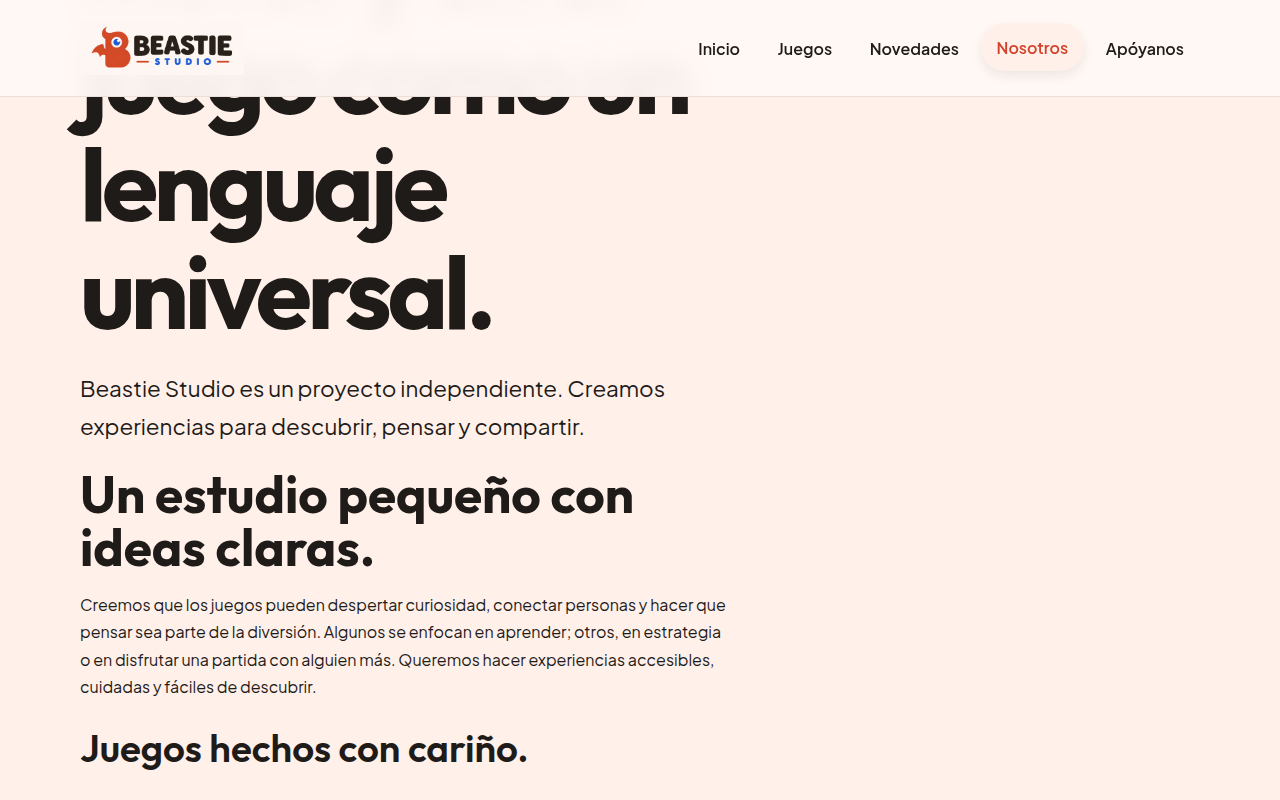 BEASTIE
STUDIO
Inicio Juegos Novedades Nosotros Apóyanos
juego como un
lenguaje
universal.
Beastie Studio es un proyecto independiente. Creamos
experiencias para descubrir, pensar y compartir.
Un estudio pequeño con
ideas claras.
Creemos que los juegos pueden despertar curiosidad, conectar personas y hacer que
pensar sea parte de la diversión. Algunos se enfocan en aprender; otros, en estrategia
o en disfrutar una partida con alguien más. Queremos hacer experiencias accesibles,
cuidadas y fáciles de descubrir.
Juegos hechos con cariño.